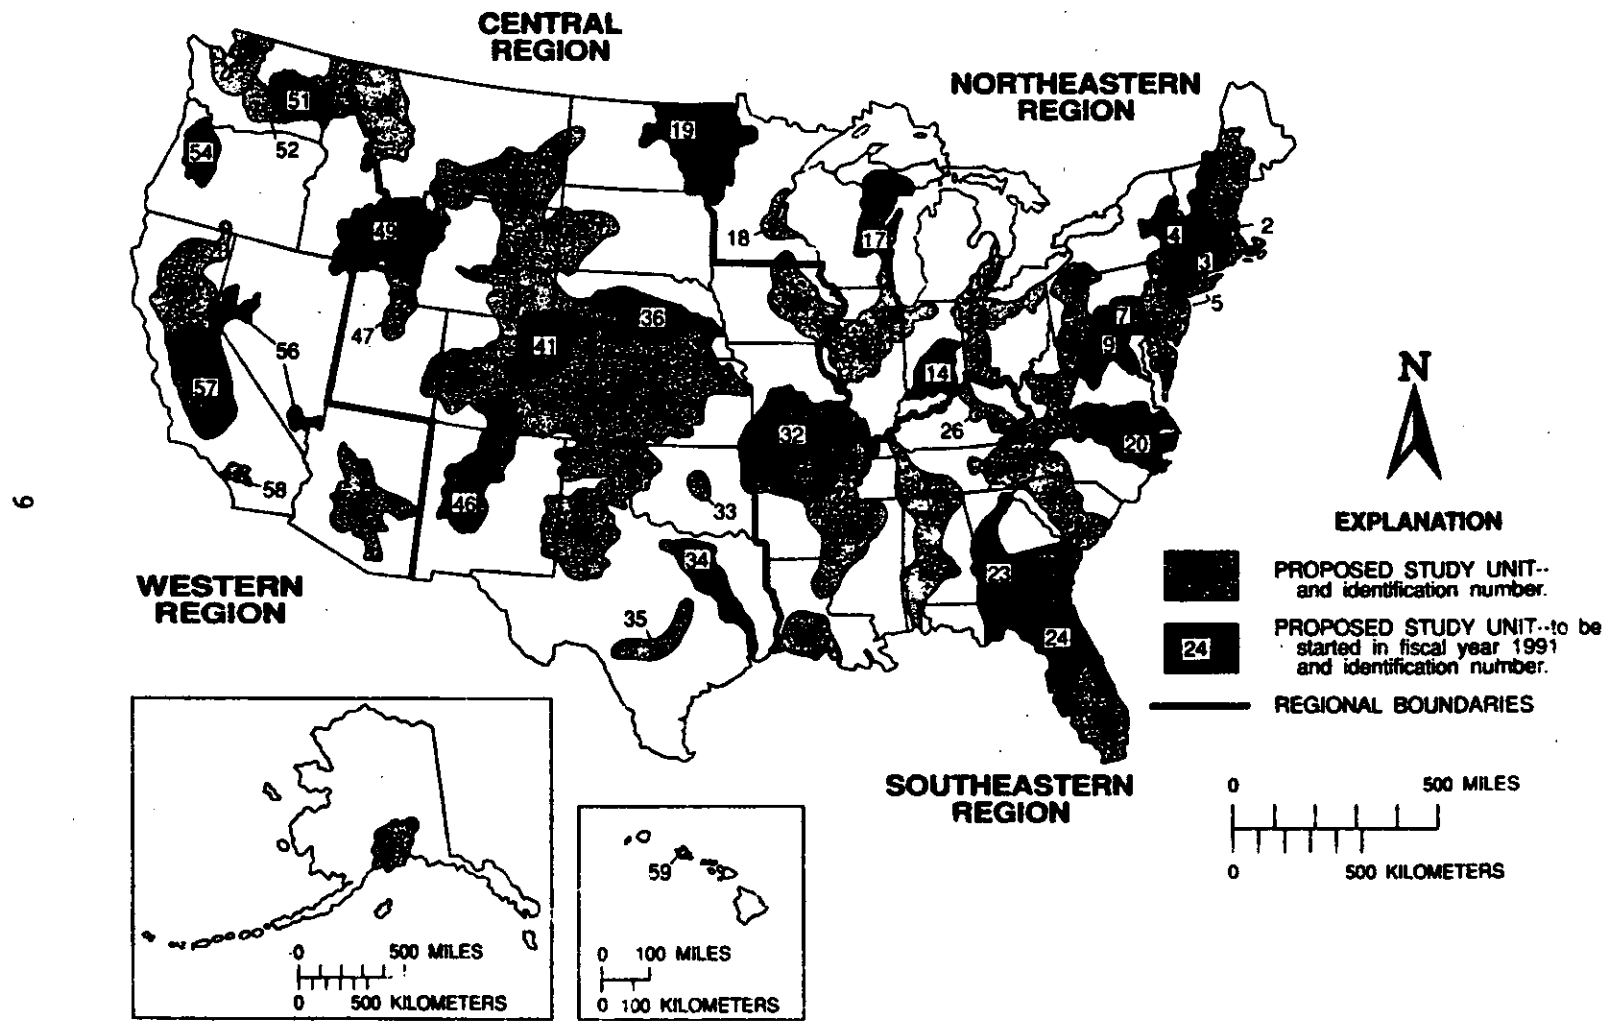 CENTRAL
REGION
NORTHEASTERN
REGION
51
52
54
19
49
18
17
2
4
3
5
7
9
47
36
41
56
57
14
26
20
32
58
46
33
34
35
23
24
WESTERN
REGION
SOUTHEASTERN
REGION
N
EXPLANATION
PROPOSED STUDY UNIT--
and identification number.
24
PROPOSED STUDY UNIT--to be
started in fiscal year 1991
and identification number.
REGIONAL BOUNDARIES
0 500 MILES
0 500 KILOMETERS
0 500 MILES
0 500 KILOMETERS
59
0 100 MILES
0 100 KILOMETERS
9